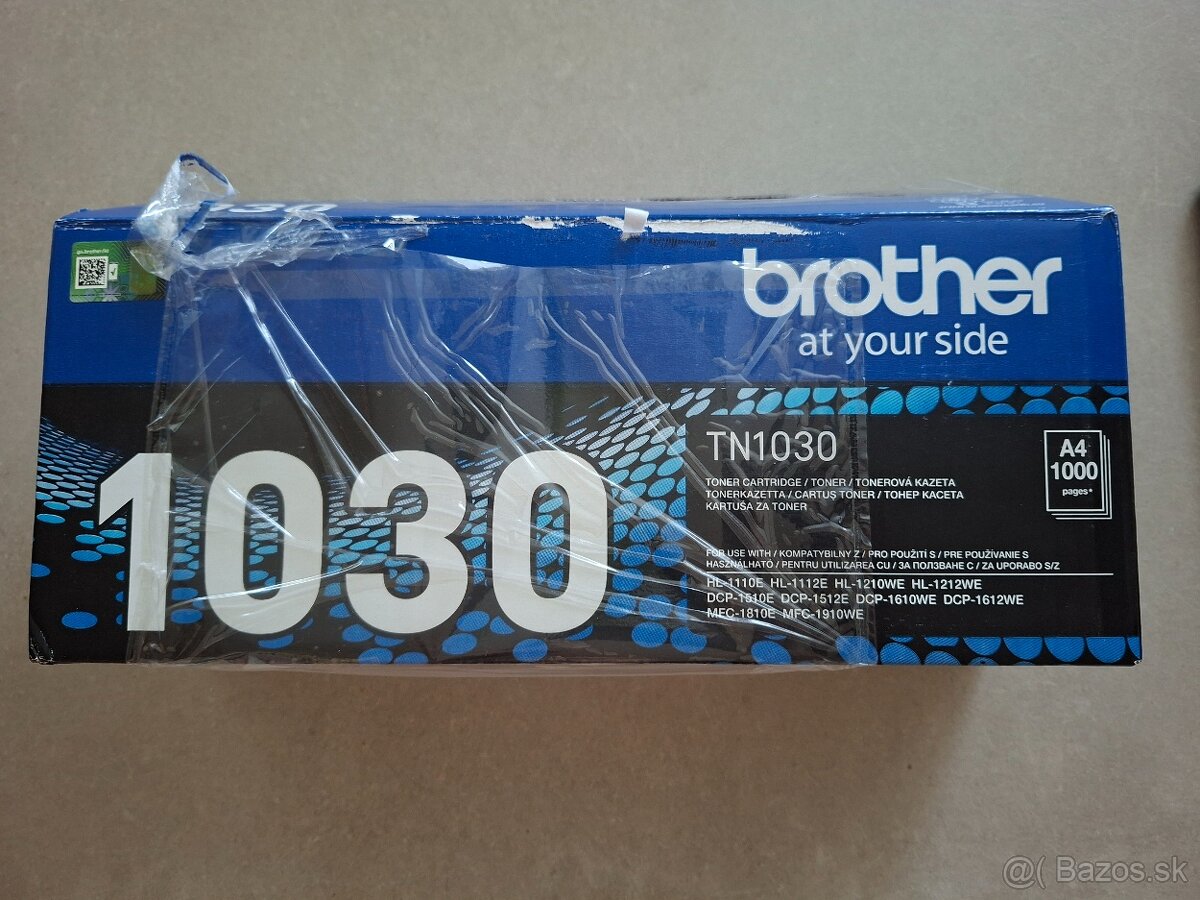 1030
brother
at your side
1030
TN1030
TONER CARTRIDGE / TONER / TONEROVÁ KAZETA
TONERKAZETTA / CARTUȘ TONER / ТОНЕР КАСЕТА
KARTUŠA ZA TONER
A4
1000
pages*
FOR USE WITH / KOMPATYBILNY Z / PRO POUŽITÍ S / PRE POUŽÍVANIE S
HASZNÁLHATÓ / PENTRU UTILIZAREA CU / ЗА ПОЛЗВАНЕ С / ZA UPORABO S/Z
HL-1110E HL-1112E HL-1210WE HL-1212WE
DCP-1510E DCP-1512E DCP-1610WE DCP-1612WE
MFC-1810E MFC-1910WE
@( Bazos.sk